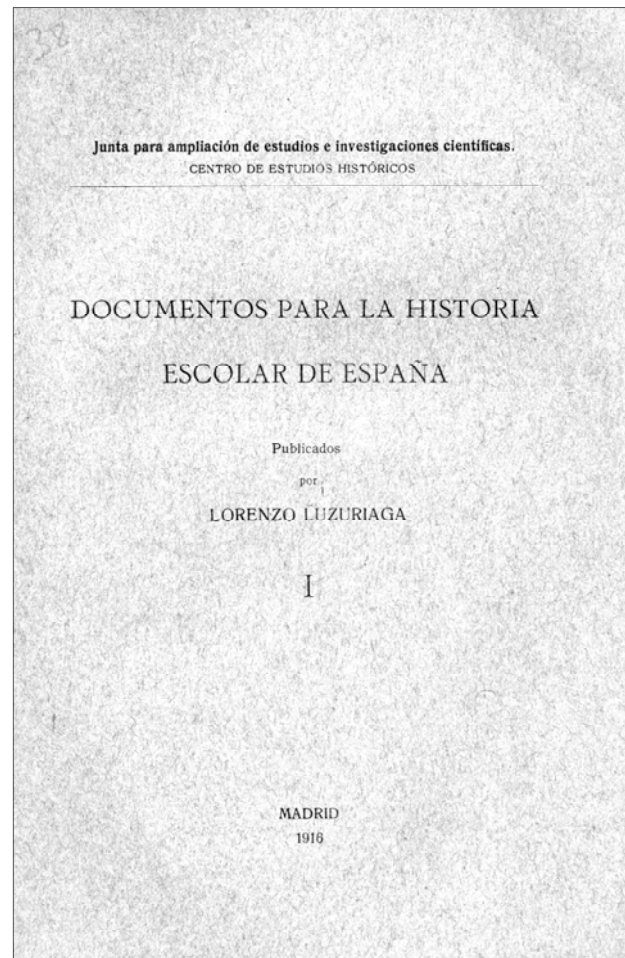 38
Junta para ampliación de estudios e investigaciones científicas.
CENTRO DE ESTUDIOS HISTÓRICOS
DOCUMENTOS PARA LA HISTORIA
ESCOLAR DE ESPAÑA
Publicados
por
LORENZO LUZURIAGA
I
MADRID
1916